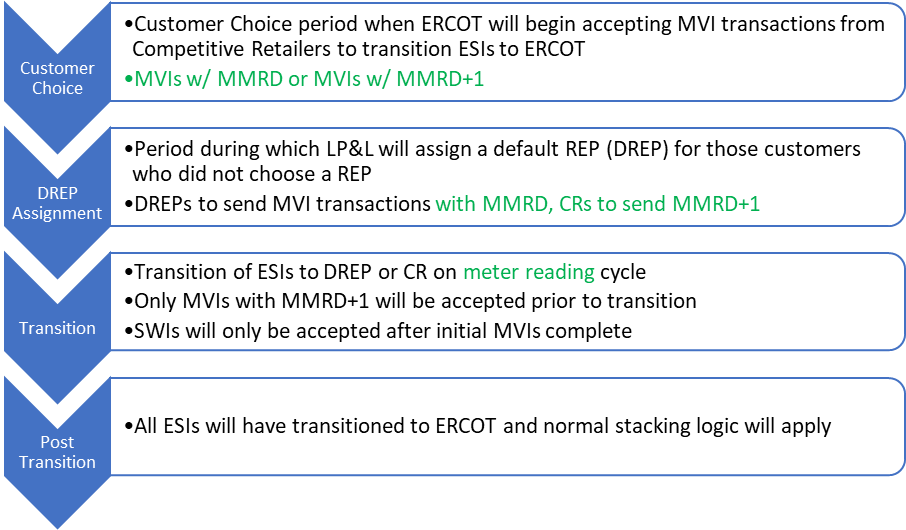 Customer
Choice
•Customer Choice period when ERCOT will begin accepting MVI transactions from
Competitive Retailers to transition ESIs to ERCOT
•MVIs w/ MMRD or MVIs w/ MMRD+1
DREP
Assignment
•Period during which LP&L will assign a default REP (DREP) for those customers
who did not choose a REP
•DREPs to send MVI transactions with MMRD, CRs to send MMRD+1
Transition
•Transition of ESIs to DREP or CR on meter reading cycle
•Only MVIs with MMRD+1 will be accepted prior to transition
•SWIs will only be accepted after initial MVIs complete
Post
Transition
•All ESIs will have transitioned to ERCOT and normal stacking logic will apply